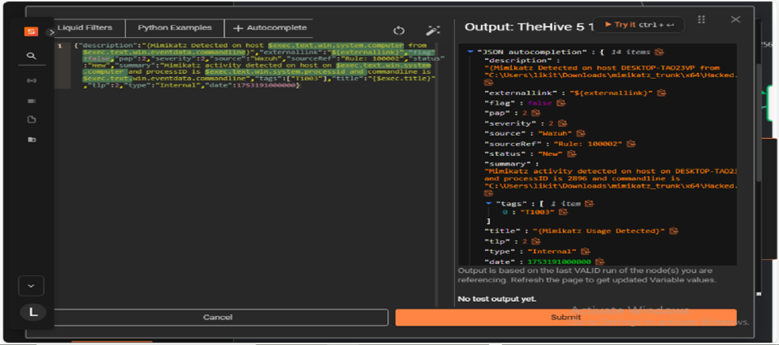 Liquid Filters
Python Examples
+ Autocomplete
1 {"description":"(Mimikatz Detected on host $exec.text.win.system.computer from
$exec.text.win.eventdata.commandline)","externallink":"${externallink}","flag"
:false,"pap":2,"severity":2,"source":"Wazuh","sourceRef":"Rule: 100002","status"
:"New","summary":"Mimikatz activity detected on host on $exec.text.win.system
.computer and processID is $exec.text.win.system.processid and commandline is
$exec.text.win.eventdata.commandline","tags":["T1003"],"title":"{$exec.title}"
,"tlp":2,"type":"Internal","date":1753191000000}
Output: TheHive 5 1
Try it ctrl+
"JSON autocompletion" : { 14 items
"description" :
"(Mimikatz Detected on host DESKTOP-TAO23VP from
"C:\Users\likit\Downloads\mimikatz_trunk\x64\Hacked.
"externallink" : "${externallink}"
"flag" : false
"pap" : 2
"severity" : 2
"source" : "Wazuh"
"sourceRef" : "Rule: 100002"
"status" : "New"
"summary" :
"Mimikatz activity detected on host on DESKTOP-TAO23
and processID is 2896 and commandline is
"C:\Users\likit\Downloads\mimikatz_trunk\x64\Hacked.
"tags" : [ 1 item
0 : "T1003"
]
"title" : "{Mimikatz Usage Detected}"
"tlp" : 2
"type" : "Internal"
"date" : 1753191000000
Output is based on the last VALID run of the node(s) you are
referencing. Refresh the page to get updated Variable values.
No test output yet.
L
Cancel
Submit